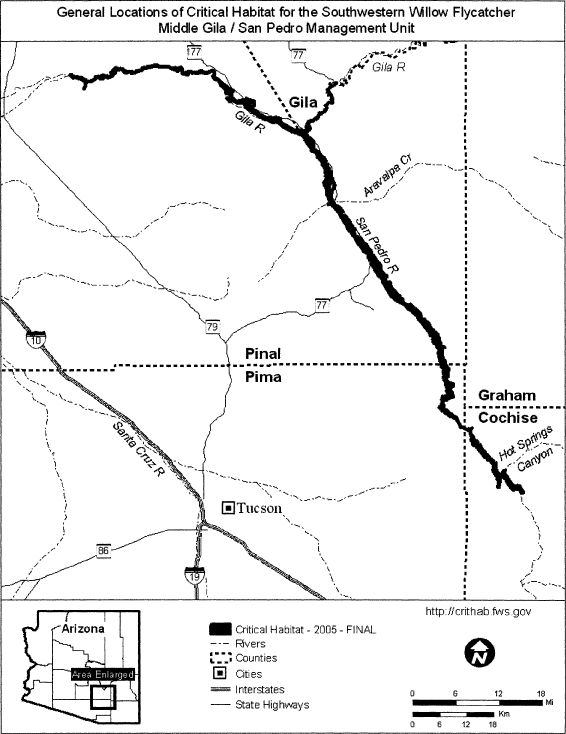 General Locations of Critical Habitat for the Southwestern Willow Flycatcher
Middle Gila / San Pedro Management Unit
177
77
Gila R
Gila
Gila R
Aravaipa Cr
San Pedro R
77
79
10
Pinal
Pima
Graham
Cochise
Hot Springs
Canyon
Santa Cruz R
Tucson
86
19
http://crithab.fws.gov
Arizona
Area Enlarged
Critical Habitat - 2005 - FINAL
Rivers
Counties
Cities
Interstates
State Highways
N
0 6 12 18
Mi
Km
0 6 12 18